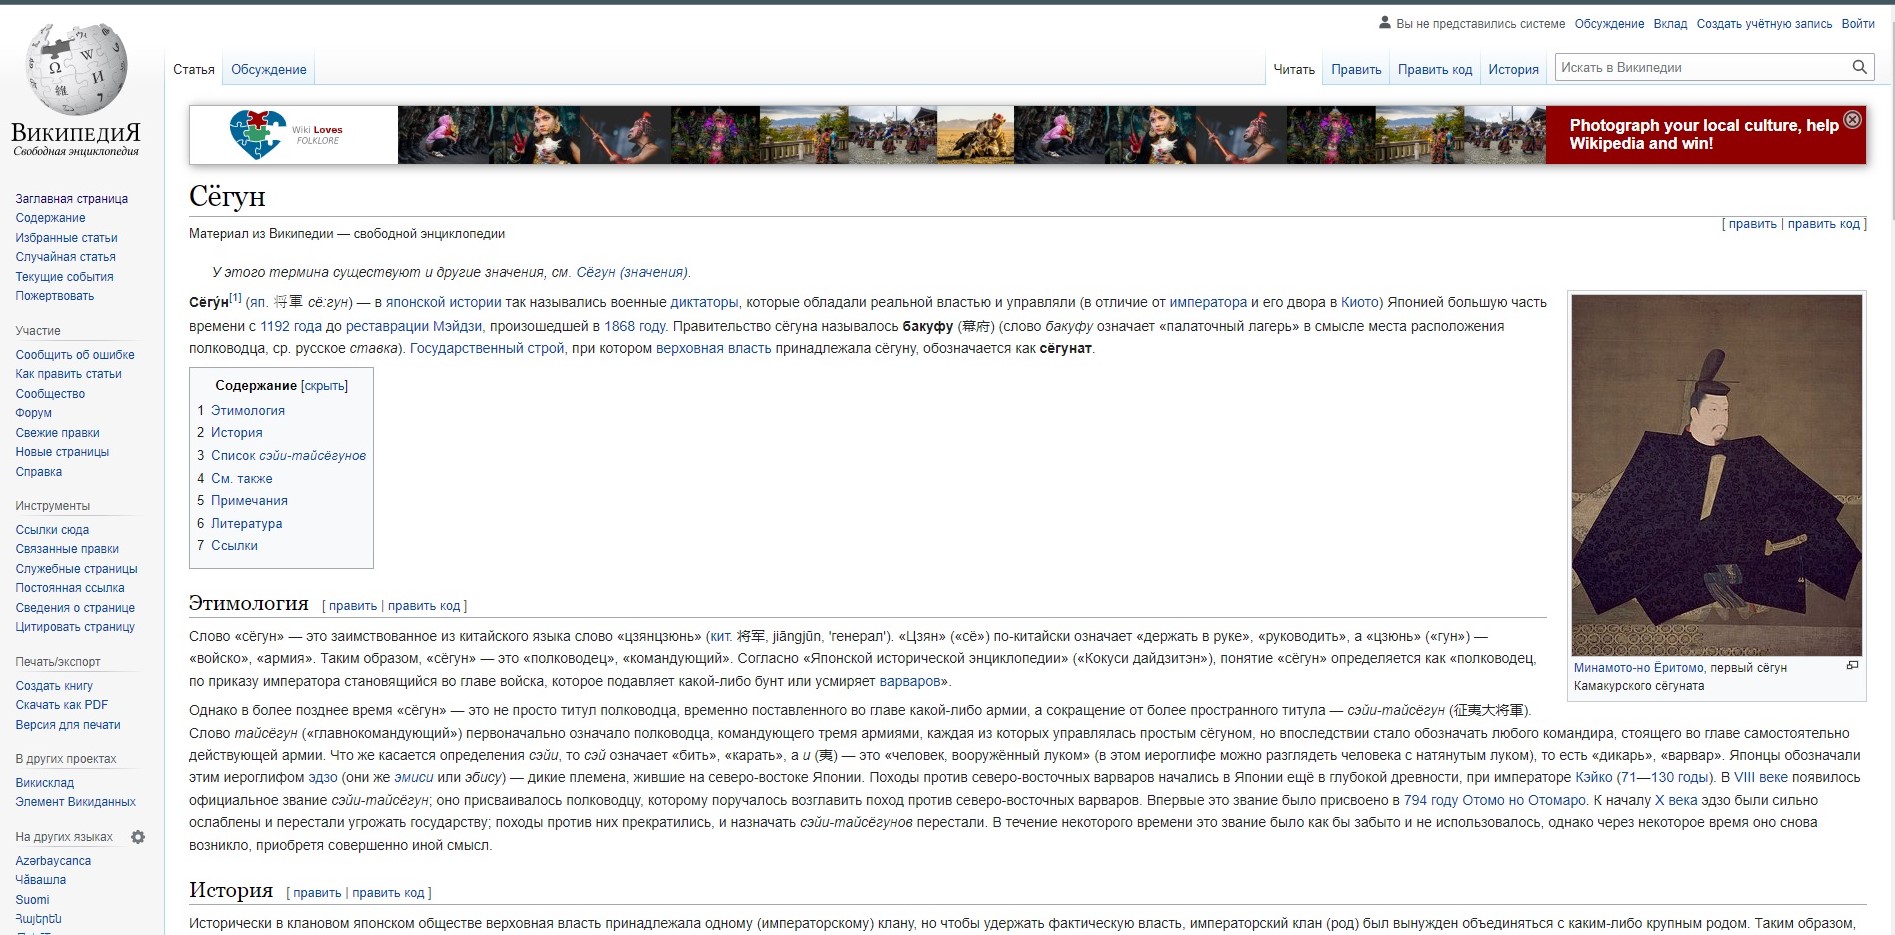 Вы не представились системе Обсуждение Вклад Создать учётную запись Войти
ВикипедиЯ
Свободная энциклопедия
Статья Обсуждение Читать Править Править код История Искать в Википедии
Wiki Loves
FOLKLORE
Photograph your local culture, help
Wikipedia and win!
Заглавная страница
Содержание
Избранные статьи
Случайная статья
Текущие события
Пожертвовать
Участие
Сообщить об ошибке
Как править статьи
Сообщество
Форум
Свежие правки
Новые страницы
Справка
Инструменты
Ссылки сюда
Связанные правки
Служебные страницы
Постоянная ссылка
Сведения о странице
Цитировать страницу
Печать/экспорт
Создать книгу
Скачать как PDF
Версия для печати
В других проектах
Викисклад
Элемент Викиданных
На других языках
Azərbaycanca
Чӑвашла
Suomi
Հայերեն
Сёгун
[ править | править код ]
Материал из Википедии — свободной энциклопедии
У этого термина существуют и другие значения, см. Сёгун (значения).
Сёгу́н[1] (яп. 将軍 сё:гун) — в японской истории так назывались военные диктаторы, которые обладали реальной властью и управляли (в отличие от императора и его двора в Киото) Японией большую часть
времени с 1192 года до реставрации Мэйдзи, произошедшей в 1868 году. Правительство сёгуна называлось бакуфу (幕府) (слово бакуфу означает «палаточный лагерь» в смысле места расположения
полководца, ср. русское ставка). Государственный строй, при котором верховная власть принадлежала сёгуну, обозначается как сёгунат.
Содержание [скрыть]
1 Этимология
2 История
3 Список сэйи-тайсёгунов
4 См. также
5 Примечания
6 Литература
7 Ссылки
Минамото-но Ёритомо, первый сёгун
Камакурского сёгуната
Этимология [ править | править код ]
Слово «сёгун» — это заимствованное из китайского языка слово «цзянцзюнь» (кит. 将军, jiāngjūn, 'генерал'). «Цзян» («сё») по-китайски означает «держать в руке», «руководить», а «цзюнь» («гун») —
«войско», «армия». Таким образом, «сёгун» — это «полководец», «командующий». Согласно «Японской исторической энциклопедии» («Кокуси дайдзитэн»), понятие «сёгун» определяется как «полководец,
по приказу императора становящийся во главе войска, которое подавляет какой-либо бунт или усмиряет варваров».
Однако в более позднее время «сёгун» — это не просто титул полководца, временно поставленного во главе какой-либо армии, а сокращение от более пространного титула — сэйи-тайсёгун (征夷大将軍).
Слово тайсёгун («главнокомандующий») первоначально означало полководца, командующего тремя армиями, каждая из которых управлялась простым сёгуном, но впоследствии стало обозначать любого командира, стоящего во главе самостоятельно
действующей армии. Что же касается определения сэйи, то сэй означает «бить», «карать», а и (夷) — это «человек, вооружённый луком» (в этом иероглифе можно разглядеть человека с натянутым луком), то есть «дикарь», «варвар». Японцы обозначали
этим иероглифом эдзо (они же эмиси или эбису) — дикие племена, жившие на северо-востоке Японии. Походы против северо-восточных варваров начались в Японии ещё в глубокой древности, при императоре Кэйко (71—130 годы). В VIII веке появилось
официальное звание сэйи-тайсёгун; оно присваивалось полководцу, которому поручалось возглавить поход против северо-восточных варваров. Впервые это звание было присвоено в 794 году Отомо но Отомаро. К началу X века эдзо были сильно
ослаблены и перестали угрожать государству; походы против них прекратились, и назначать сэйи-тайсёгунов перестали. В течение некоторого времени это звание было как бы забыто и не использовалось, однако через некоторое время оно снова
возникло, приобретя совершенно иной смысл.
История [ править | править код ]
Исторически в клановом японском обществе верховная власть принадлежала одному (императорскому) клану, но чтобы удержать фактическую власть, императорский клан (род) был вынужден объединяться с каким-либо крупным родом. Таким образом,